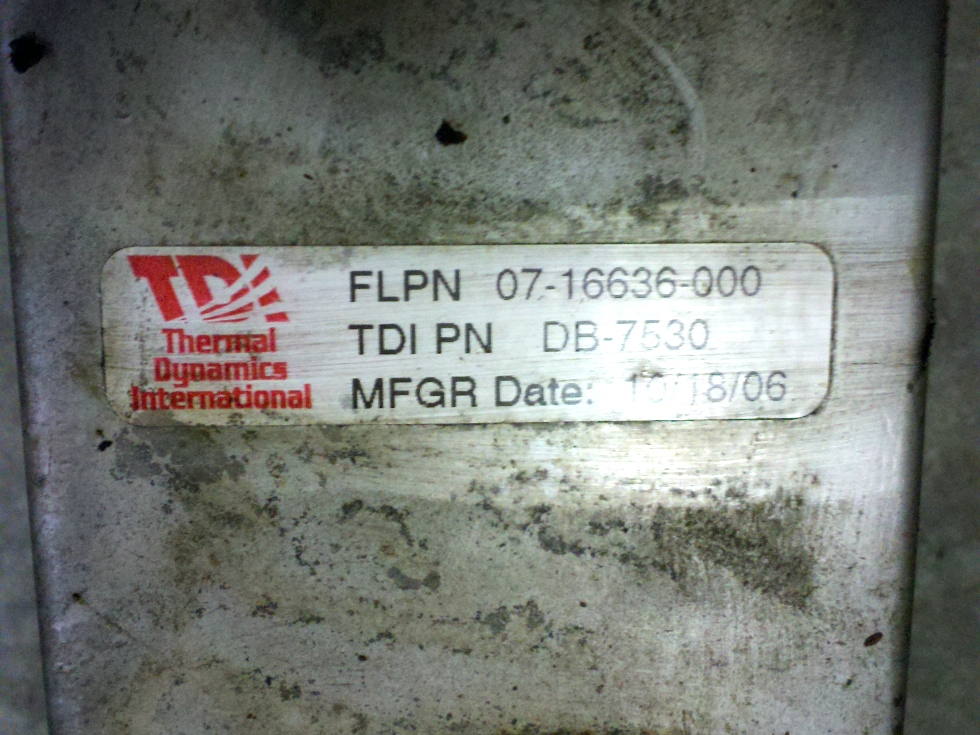 TDI
Thermal
Dynamics
International
FLPN 07-16636-000
TDI PN DB-7530
MFGR Date: 10/18/06